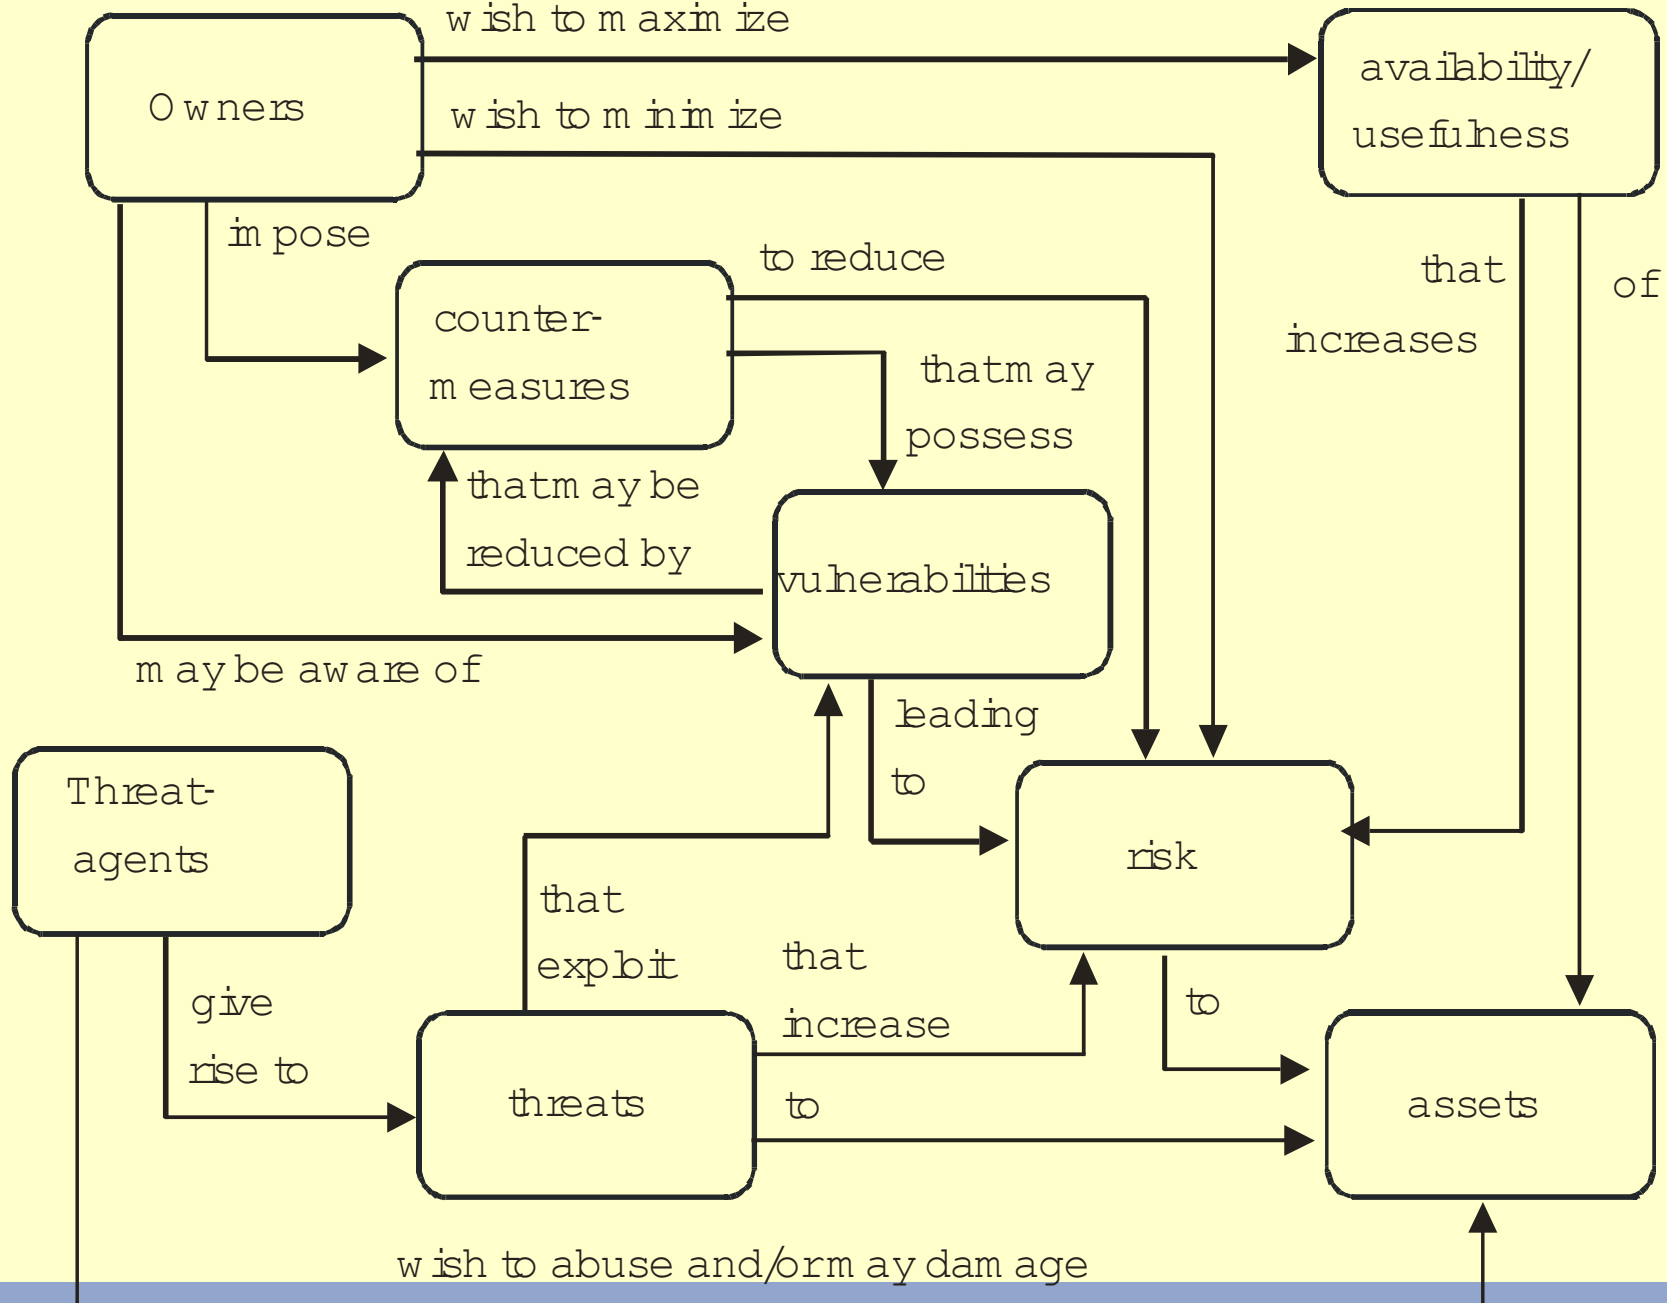 wish to maximize
availability/
usefulness
Owners
wish to minimize
impose
to reduce
that
of
increases
counter-
measures
that may
possess
that may be
reduced by
vulnerabilities
may be aware of
leading
to
Threat-
agents
risk
that
exploit
that
increase
give
rise to
to
threats
to
assets
wish to abuse and/or may damage